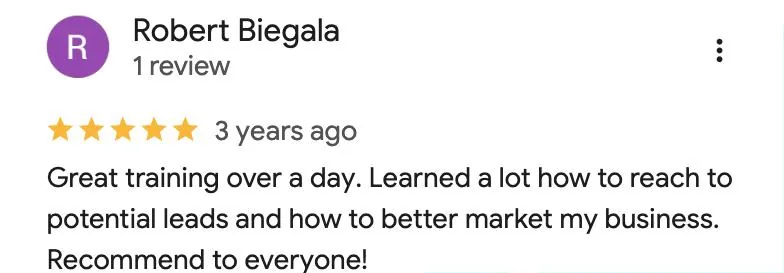 R
Robert Biegala
1 review
3 years ago
Great training over a day. Learned a lot how to reach to
potential leads and how to better market my business.
Recommend to everyone!